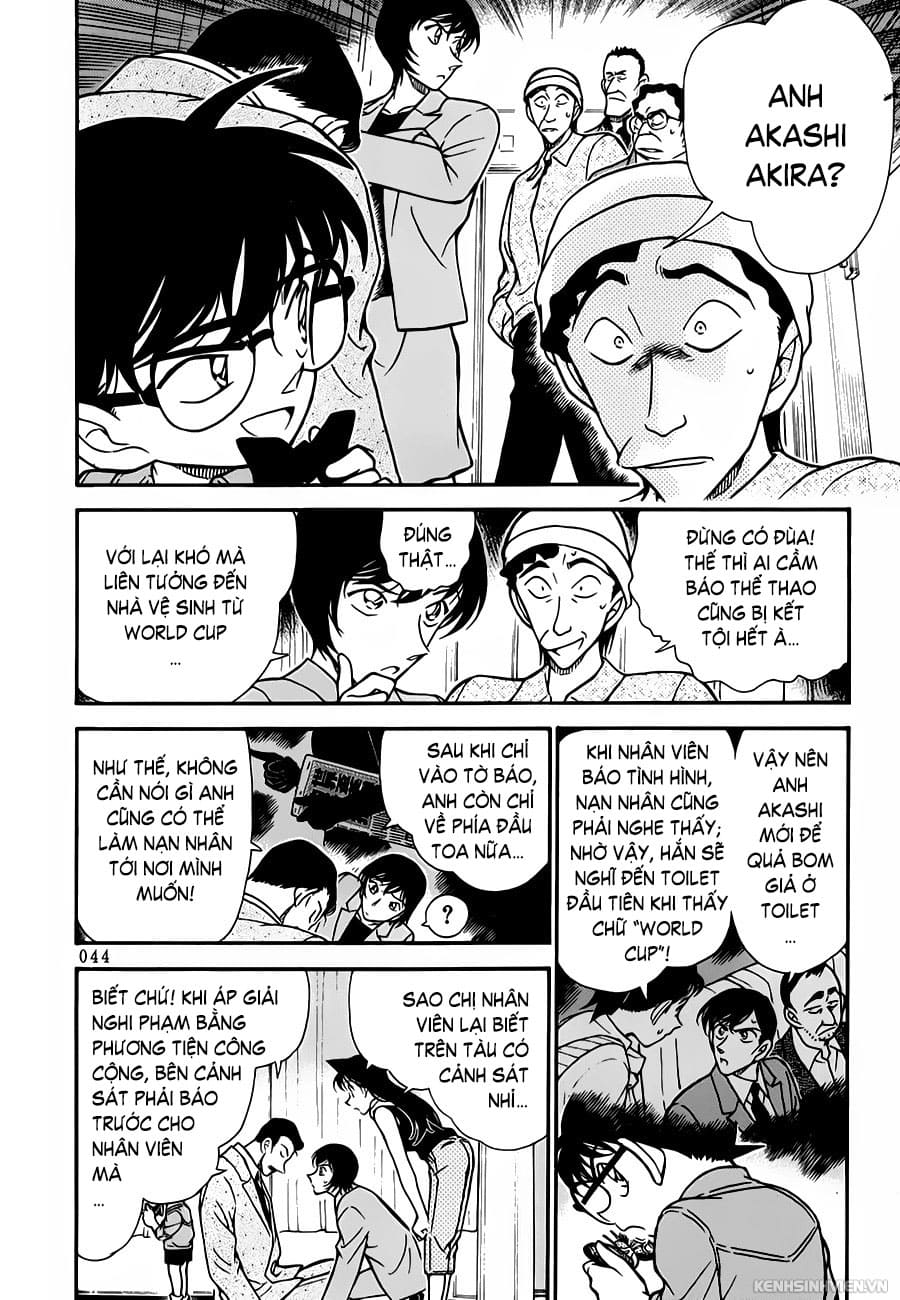 ANH
AKASHI
AKIRA?
ĐỪNG CÓ ĐÙA!
THẾ THÌ AI CẦM
BÁO THỂ THAO
CŨNG BỊ KẾT
TỘI HẾT À...
ĐÚNG
THẬT...
VỚI LẠI KHÓ MÀ
LIÊN TƯỞNG ĐẾN
NHÀ VỆ SINH TỪ
WORLD CUP
...
VẬY NÊN
ANH
AKASHI
MỚI ĐỂ
QUẢ BOM
GIẢ Ở
TOILET
...
KHI NHÂN VIÊN
BÁO TÌNH HÌNH,
NẠN NHÂN CŨNG
PHẢI NGHE THẤY;
NHỜ VẬY, HẮN SẼ
NGHĨ ĐẾN TOILET
ĐẦU TIÊN KHI THẤY
CHỮ "WORLD
CUP"!
SAU KHI CHỈ
VÀO TỜ BÁO,
ANH CÒN CHỈ
VỀ PHÍA ĐẦU
TOA NỮA...
?
NHƯ THẾ, KHÔNG
CẦN NÓI GÌ ANH
CŨNG CÓ THỂ
LÀM NẠN NHÂN
TỚI NƠI MÌNH
MUỐN!
044
SAO CHỊ NHÂN
VIÊN LẠI BIẾT
TRÊN TÀU CÓ
CẢNH SÁT
NHỈ...
BIẾT CHỨ! KHI ÁP GIẢI
NGHI PHẠM BẰNG
PHƯƠNG TIỆN CÔNG
CỘNG, BÊN CẢNH
SÁT PHẢI BÁO
TRƯỚC CHO
NHÂN VIÊN
MÀ
...
KENHSINHVIEN.VN